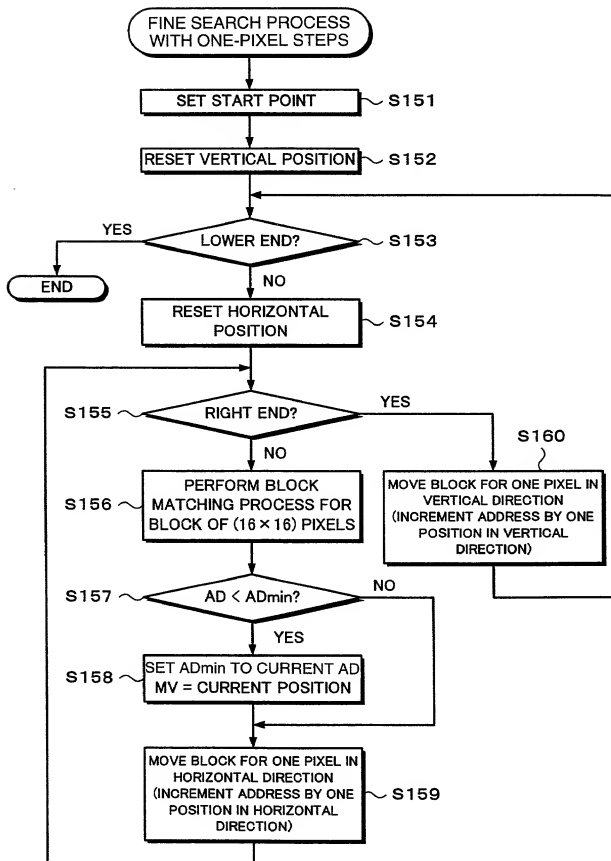 FINE SEARCH PROCESS
WITH ONE-PIXEL STEPS
SET START POINT
S151
RESET VERTICAL POSITION
S152
YES
LOWER END?
S153
END
NO
RESET HORIZONTAL
POSITION
S154
S155
RIGHT END?
YES
NO
S160
S156
PERFORM BLOCK
MATCHING PROCESS FOR
BLOCK OF (16 × 16) PIXELS
MOVE BLOCK FOR ONE PIXEL IN
VERTICAL DIRECTION
(INCREMENT ADDRESS BY ONE
POSITION IN VERTICAL
DIRECTION)
S157
AD < ADmin?
NO
YES
S158
SET ADmin TO CURRENT AD
MV = CURRENT POSITION
MOVE BLOCK FOR ONE PIXEL IN
HORIZONTAL DIRECTION
(INCREMENT ADDRESS BY ONE
POSITION IN HORIZONTAL
DIRECTION)
S159